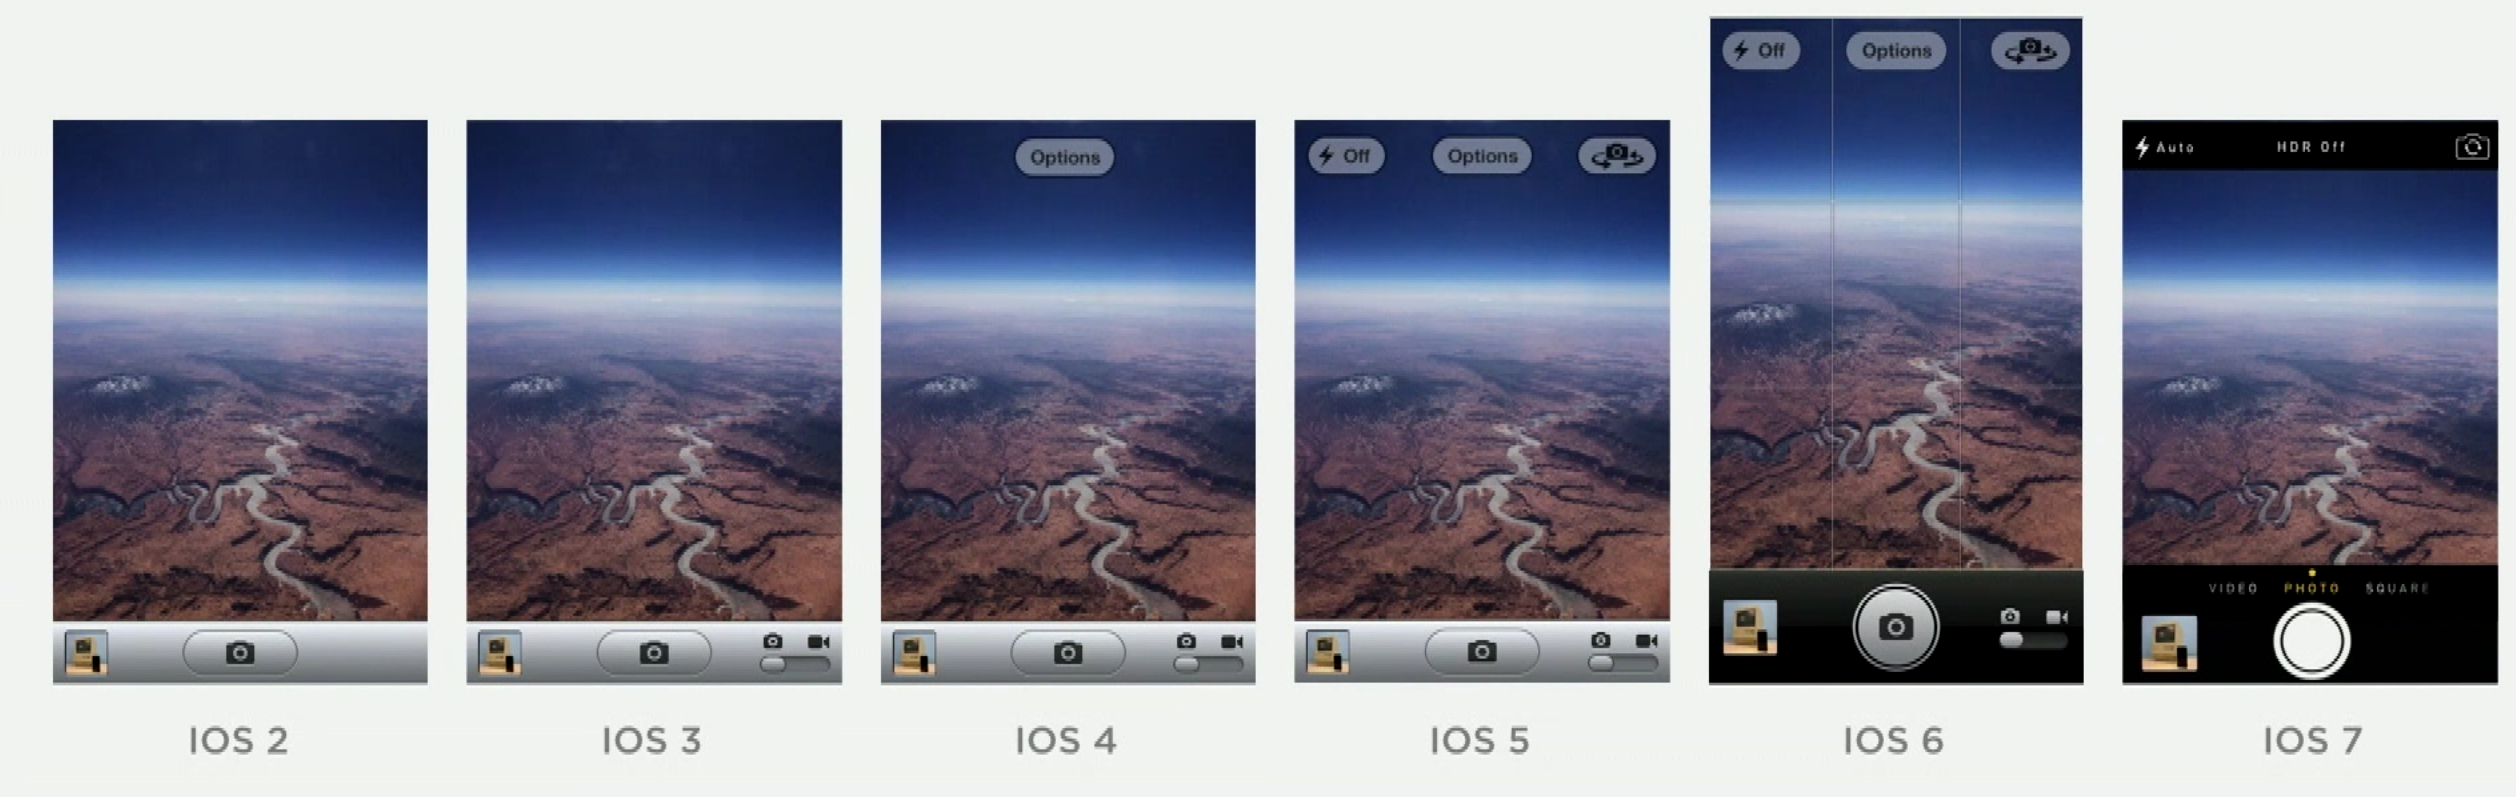 Off Options
Options
Off Options
Auto HDR Off
VIDEO PHOTO SQUARE
IOS 2 IOS 3 IOS 4 IOS 5 IOS 6 IOS 7